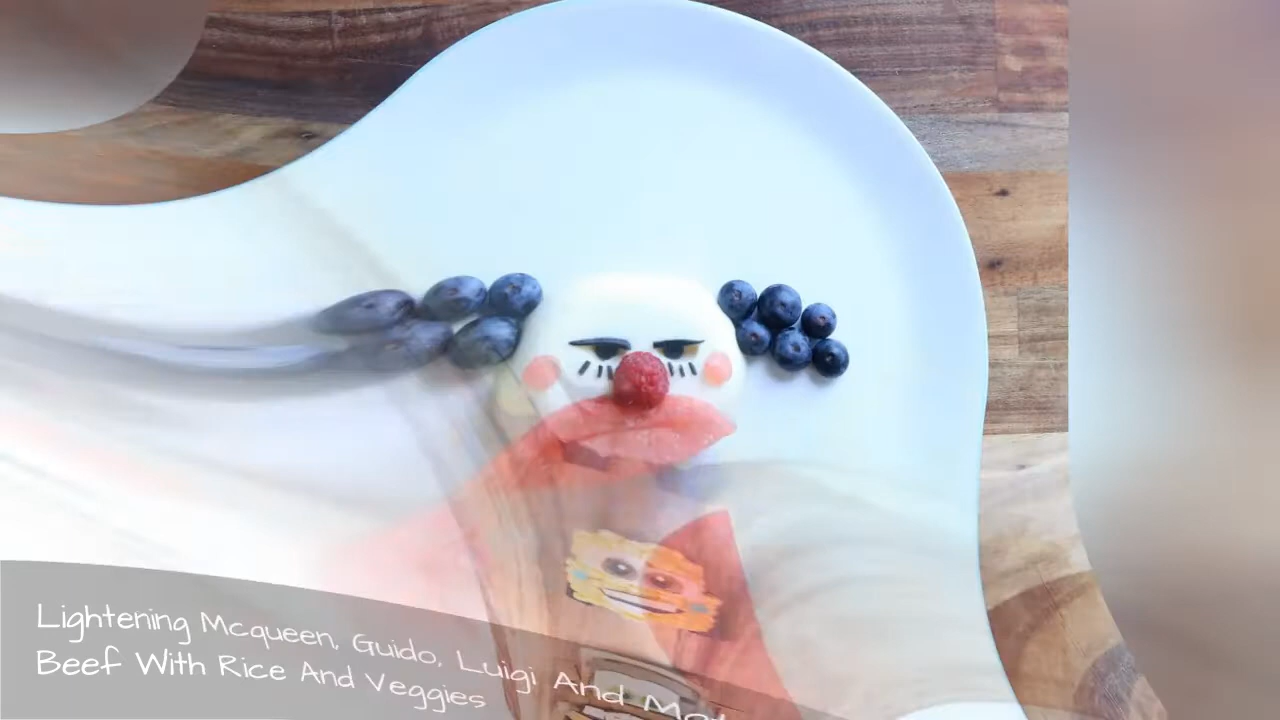 Lightening Mcqueen, Guido, Luigi And
Beef With Rice And Veggies